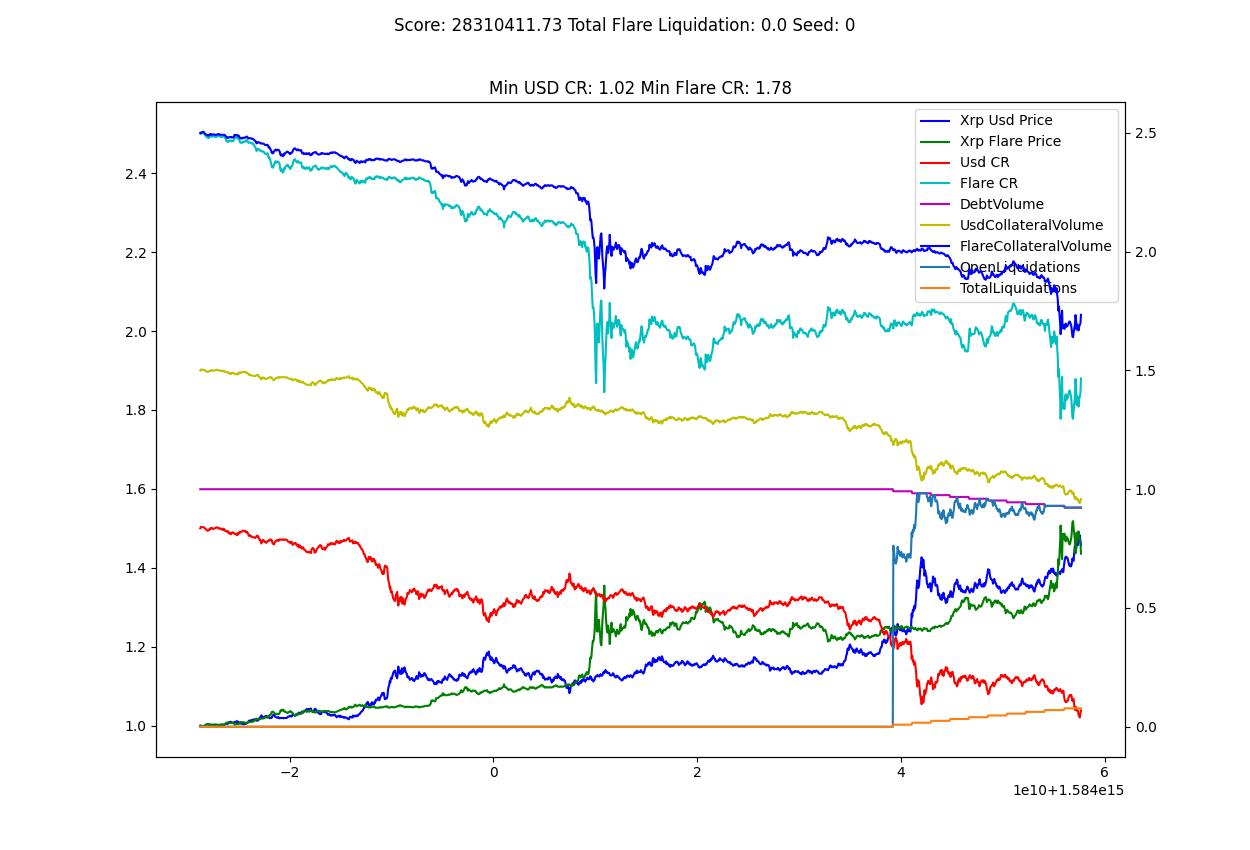 Score: 28310411.73 Total Flare Liquidation: 0.0 Seed: 0
Min USD CR: 1.02 Min Flare CR: 1.78
Xrp Usd Price
Xrp Flare Price
Usd CR
Flare CR
DebtVolume
UsdCollateralVolume
FlareCollateralVolume
OpenLiquidations
TotalLiquidations
2.4
2.2
2.0
1.8
1.6
1.4
1.2
1.0
2.5
2.0
1.5
1.0
0.5
0.0
−2
0
2
4
6
1e10+1.584e15